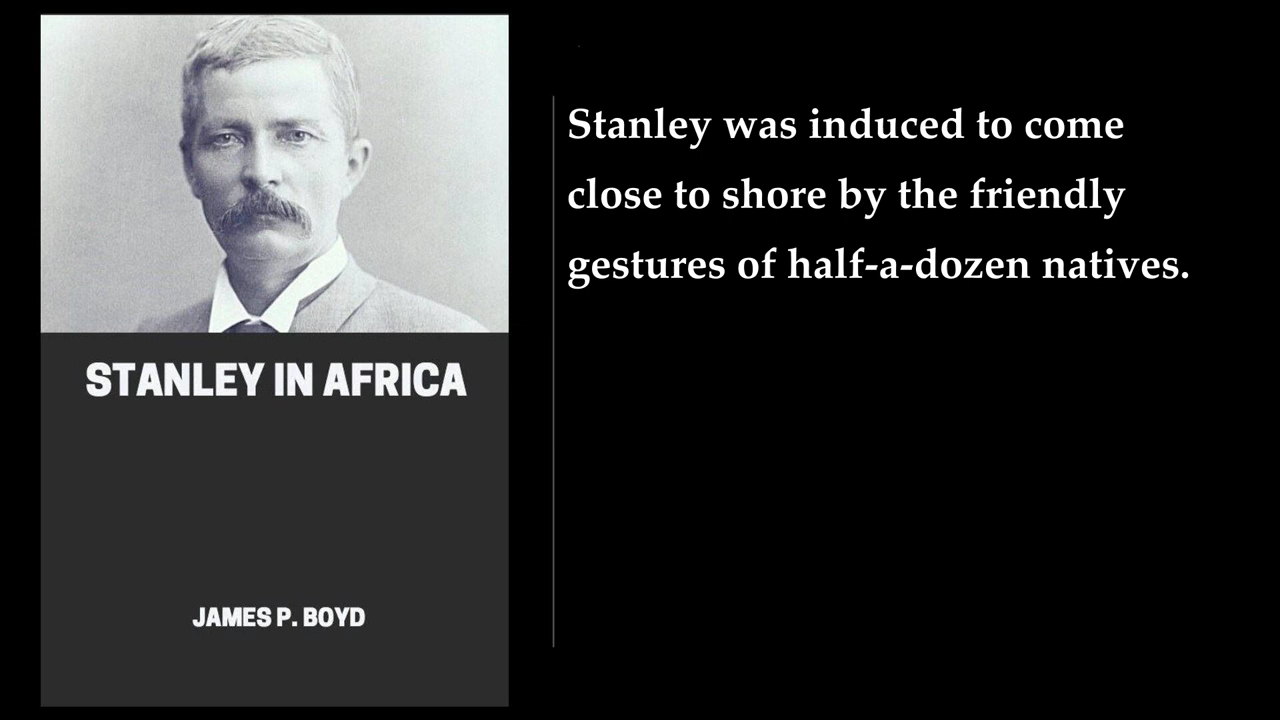 STANLEY IN AFRICA
JAMES P. BOYD
Stanley was induced to come
close to shore by the friendly
gestures of half-a-dozen natives.